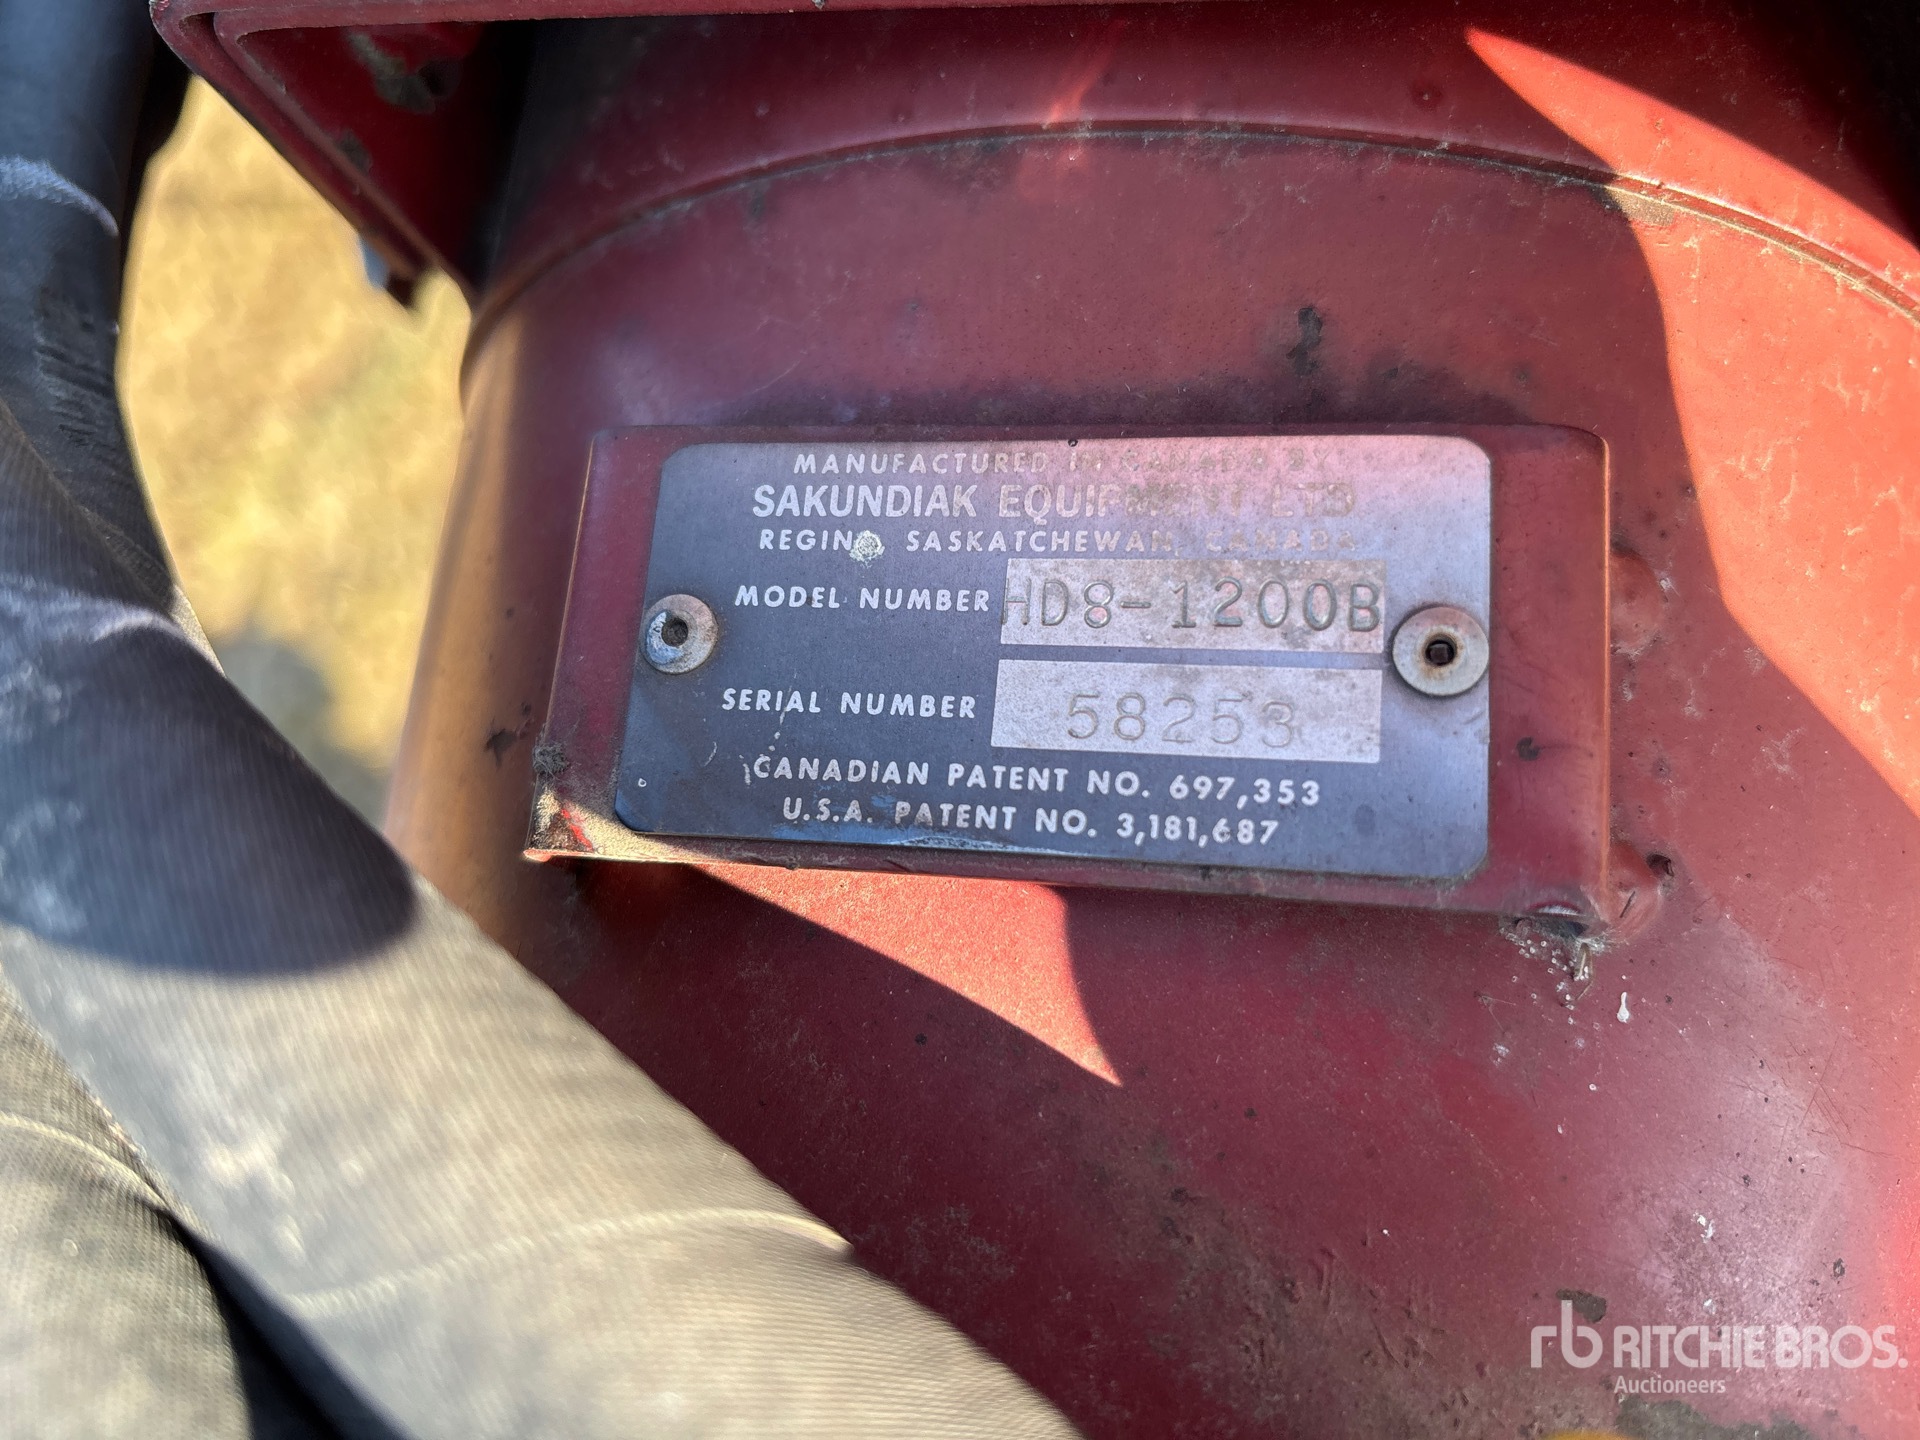 MANUFACTURED IN CANADA BY
SAKUNDIAK EQUIPMENT LTD
REGINA, SASKATCHEWAN, CANADA
MODEL NUMBER HD8-1200B
SERIAL NUMBER 58253
CANADIAN PATENT NO. 697,353
U.S.A. PATENT NO. 3,181,687
rb RITCHIE BROS.
Auctioneers